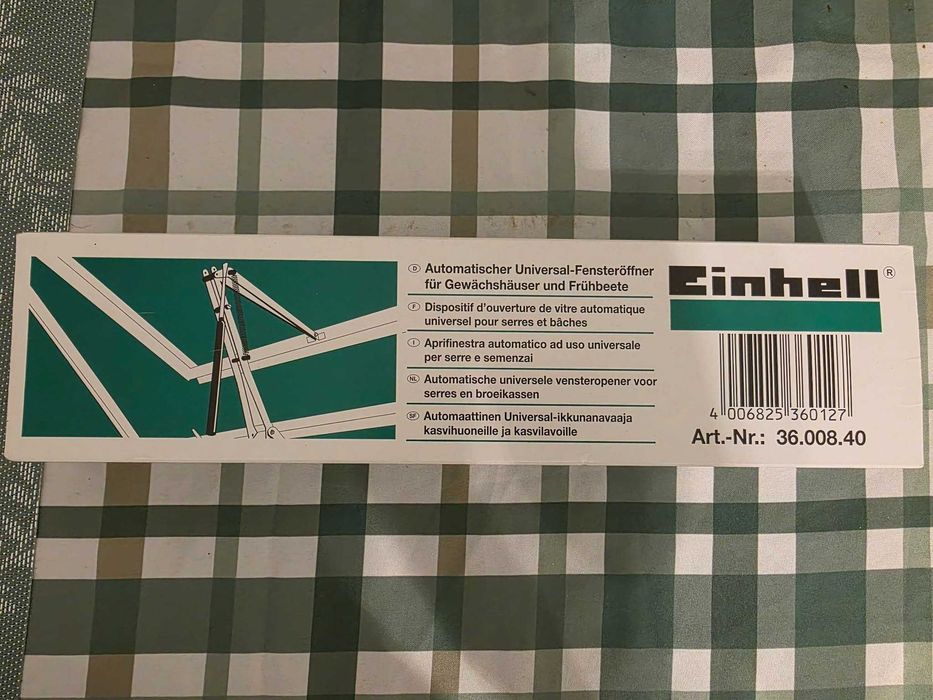 D Automatischer Universal-Fensteröffner
für Gewächshäuser und Frühbeete
F Dispositif d'ouverture de vitre automatique
universel pour serres et bâches
I Aprifinestra automatico ad uso universale
per serre e semenzai
NL Automatische universele vensteropener voor
serres en broeikassen
SF Automaattinen Universal-ikkunanavaaja
kasvihuoneille ja kasvilavoille
Einhell®
4 006825 360127
Art.-Nr.: 36.008.40